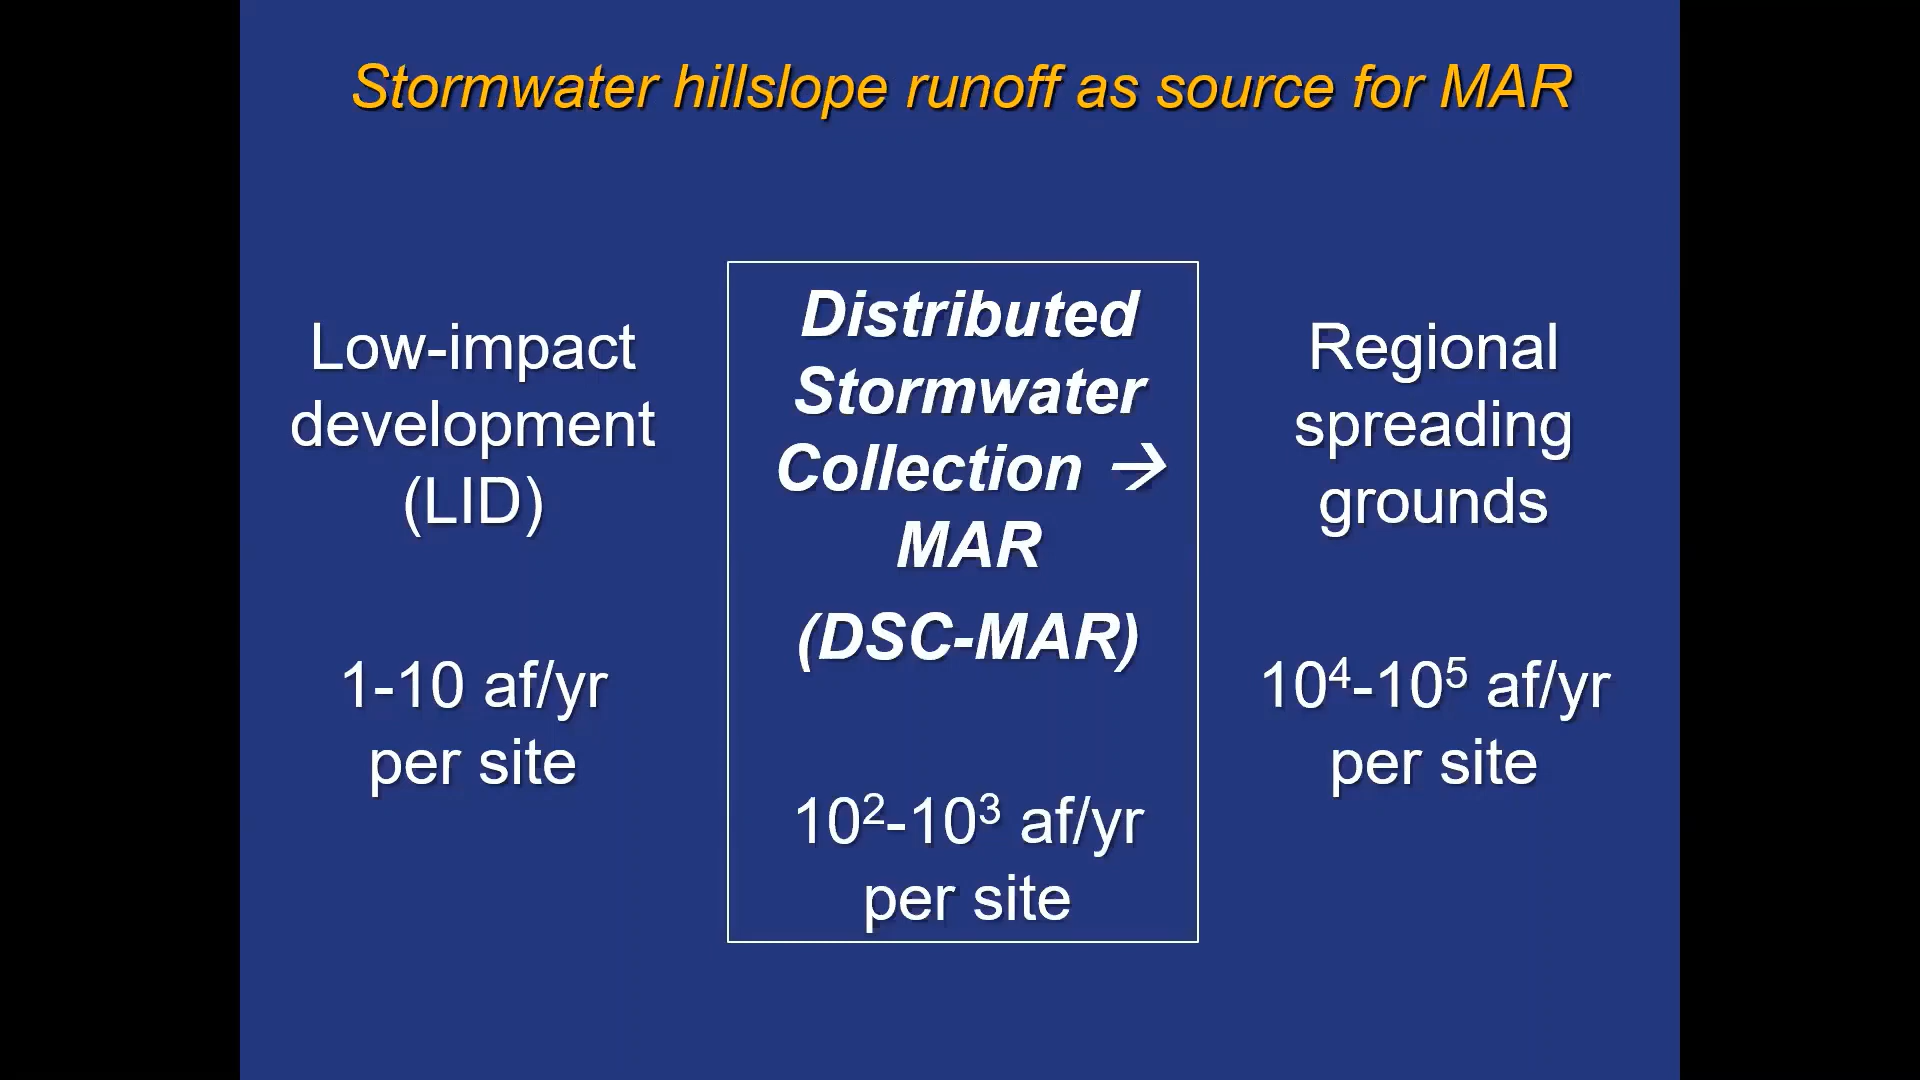 Stormwater hillslope runoff as source for MAR
Low-impact
development
(LID)
1-10 af/yr
per site
Distributed
Stormwater
Collection →
MAR
(DSC-MAR)
10²-10³ af/yr
per site
Regional
spreading
grounds
10⁴-10⁵ af/yr
per site